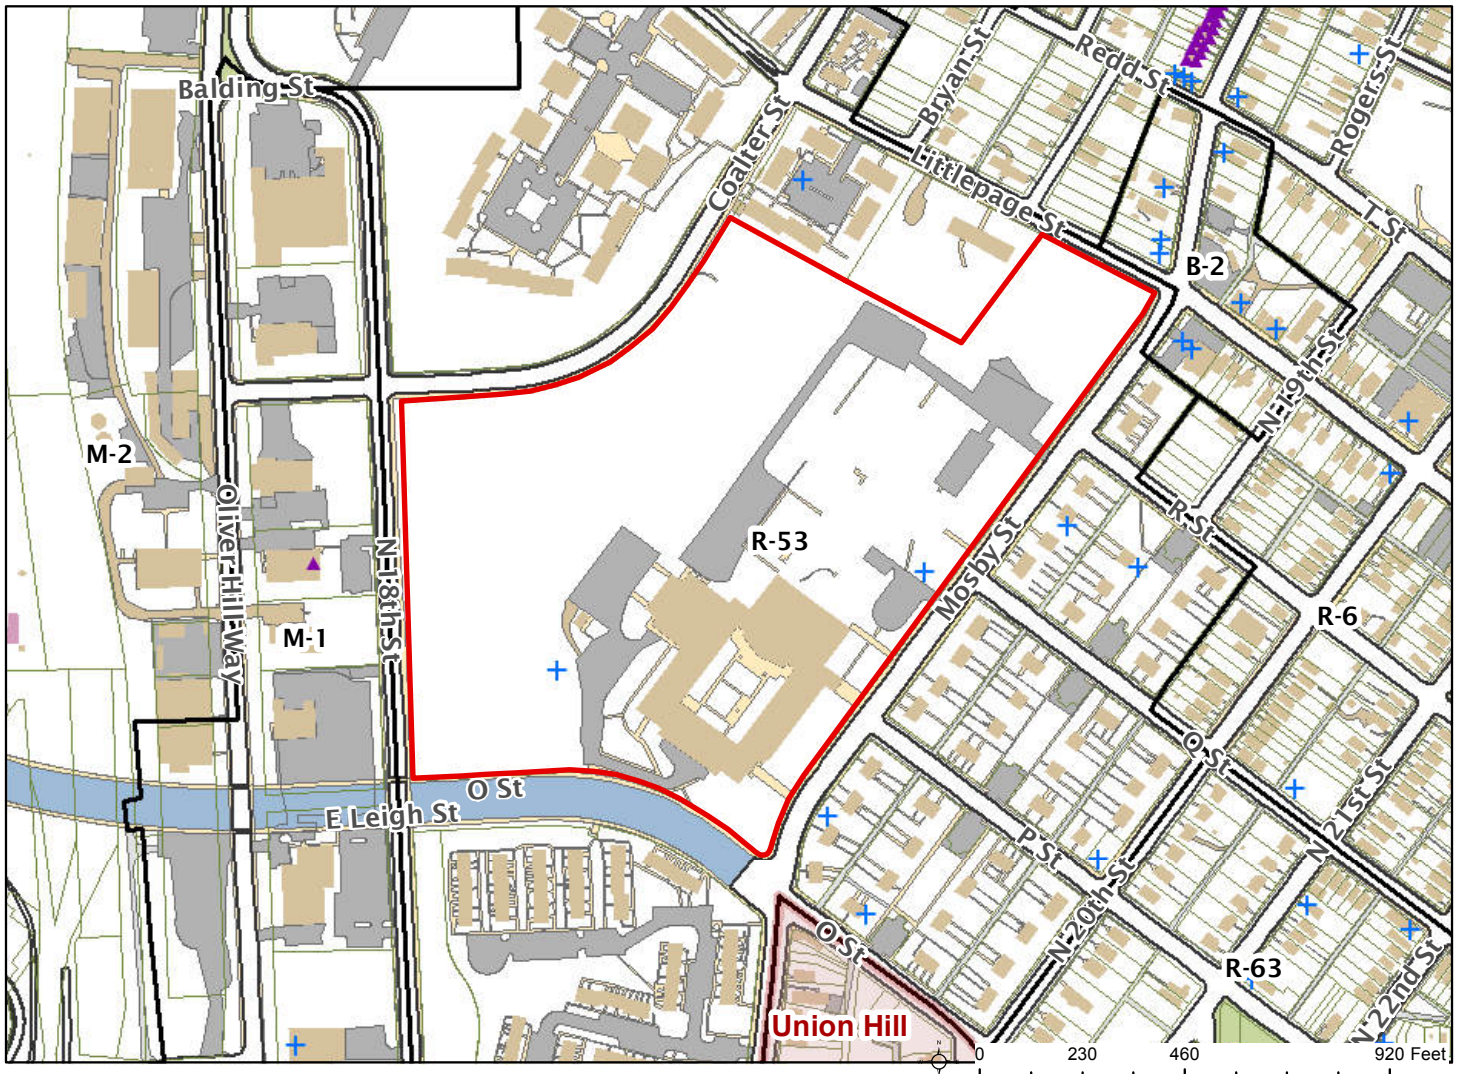 Redd St
Rogers St
Bryan St
Balding St
Coalter St
Littlepage St
T St
B-2
N 19th St
M-2
Oliver Hill Way
N 18th St
R-53
R St
Mosby St
R-6
M-1
Q St
O St
E Leigh St
N 21st St
P St
N 20th St
O St
R-63
N 22nd St
Union Hill
N
0 230 460 920 Feet